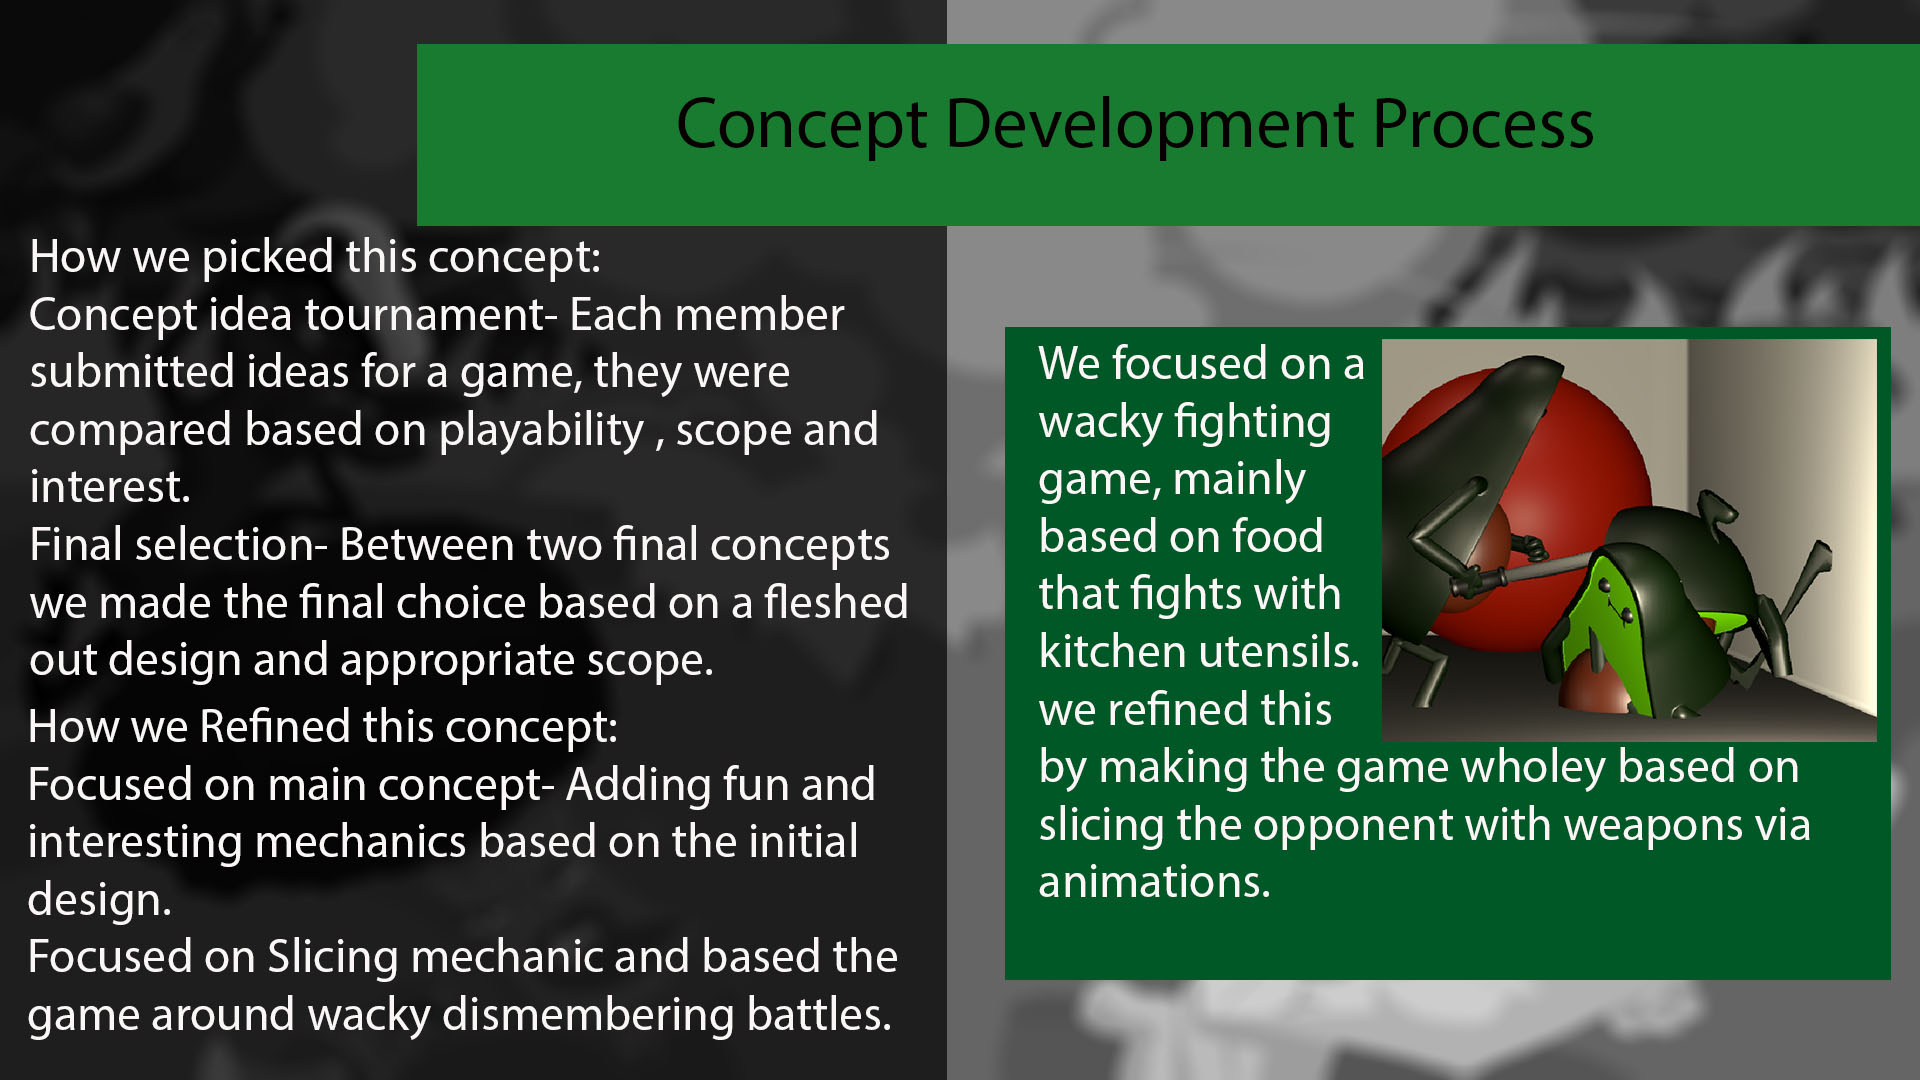 Concept Development Process
How we picked this concept:
Concept idea tournament- Each member
submitted ideas for a game, they were
compared based on playability , scope and
interest.
Final selection- Between two final concepts
we made the final choice based on a fleshed
out design and appropriate scope.
How we Refined this concept:
Focused on main concept- Adding fun and
interesting mechanics based on the initial
design.
Focused on Slicing mechanic and based the
game around wacky dismembering battles.
We focused on a
wacky fighting
game, mainly
based on food
that fights with
kitchen utensils.
we refined this
by making the game wholey based on
slicing the opponent with weapons via
animations.